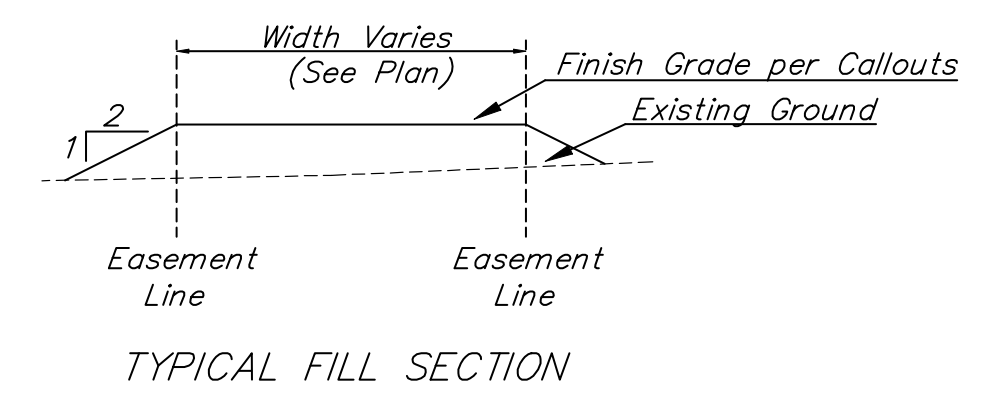 Width Varies
(See Plan)
Finish Grade per Callouts
Existing Ground
2
1
Easement
Line
Easement
Line
TYPICAL FILL SECTION